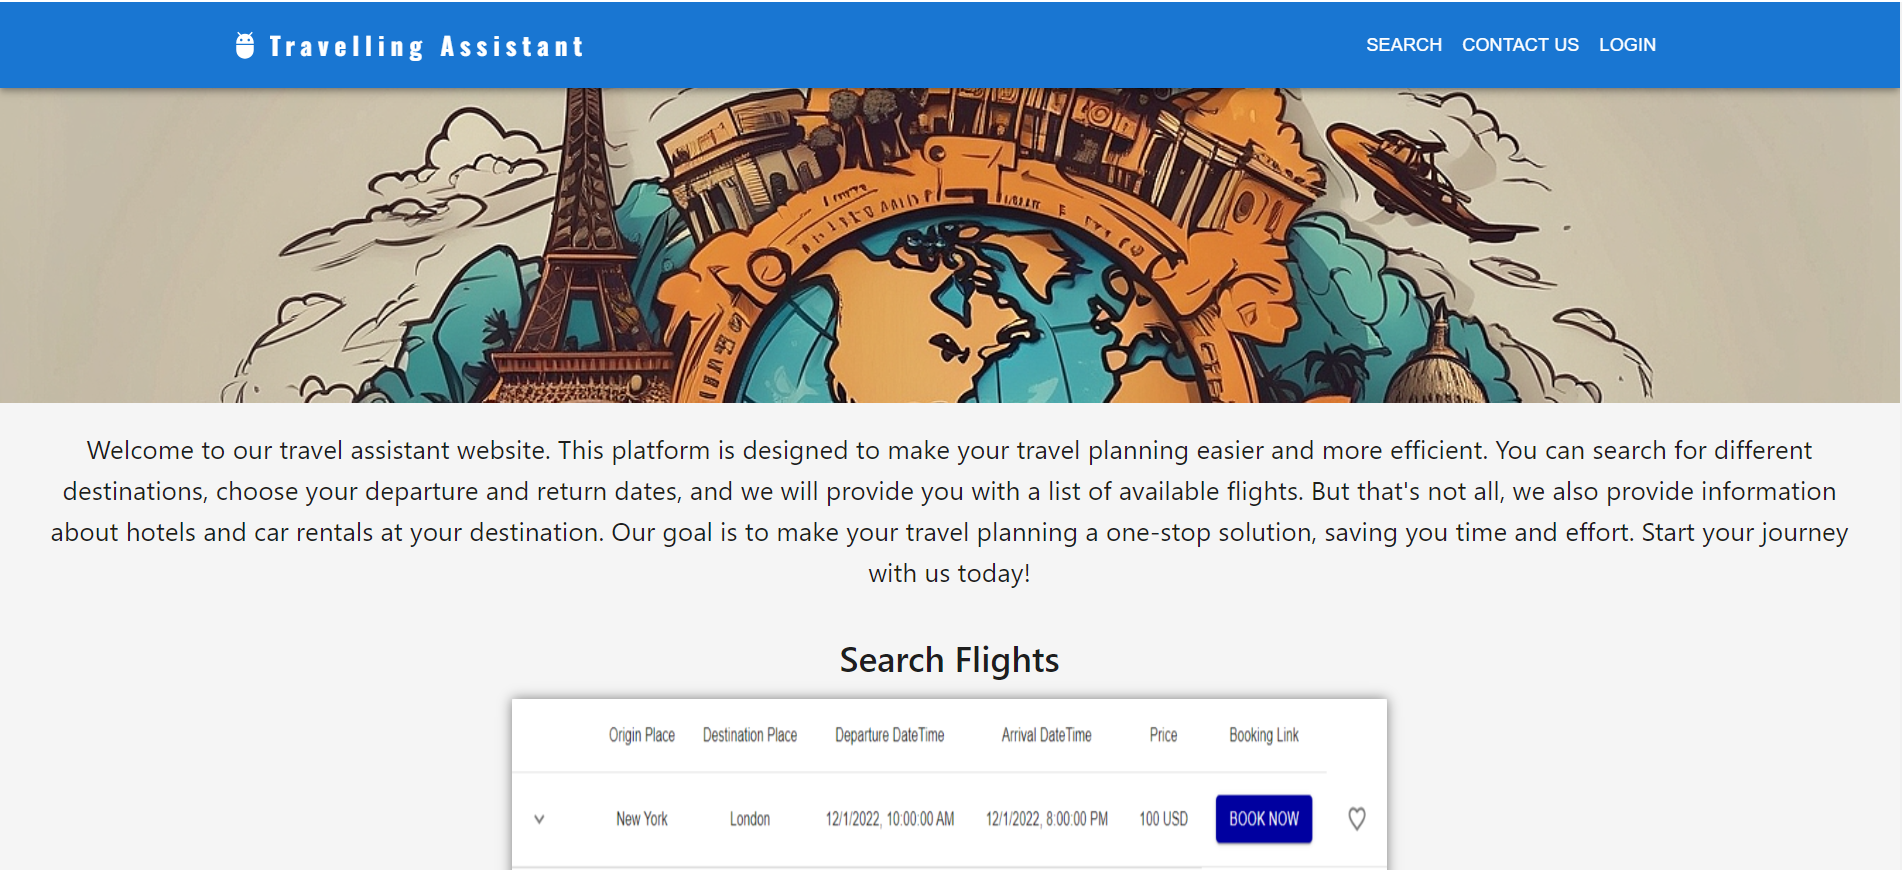 Travelling Assistant
SEARCH CONTACT US LOGIN
Welcome to our travel assistant website. This platform is designed to make your travel planning easier and more efficient. You can search for different
destinations, choose your departure and return dates, and we will provide you with a list of available flights. But that's not all, we also provide information
about hotels and car rentals at your destination. Our goal is to make your travel planning a one-stop solution, saving you time and effort. Start your journey
with us today!
Search Flights
Origin Place Destination Place Departure DateTime Arrival DateTime Price Booking Link
New York London 12/1/2022, 10:00:00 AM 12/1/2022, 8:00:00 PM 100 USD BOOK NOW